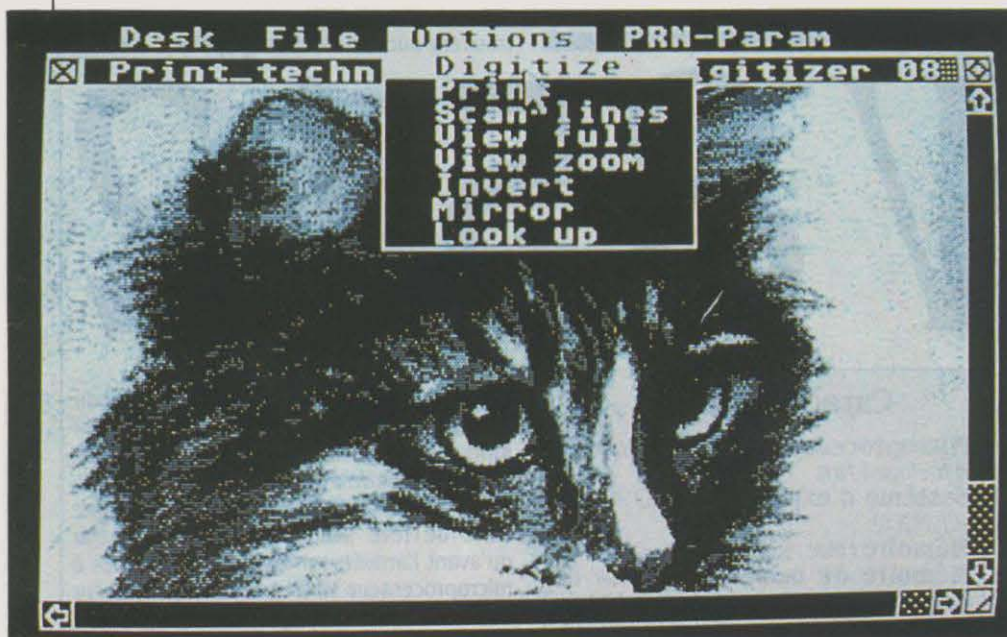 Desk File Options PRN-Param
Print_techn igitizer 08
Digitize
Print
Scan lines
View full
View zoom
Invert
Mirror
Look up